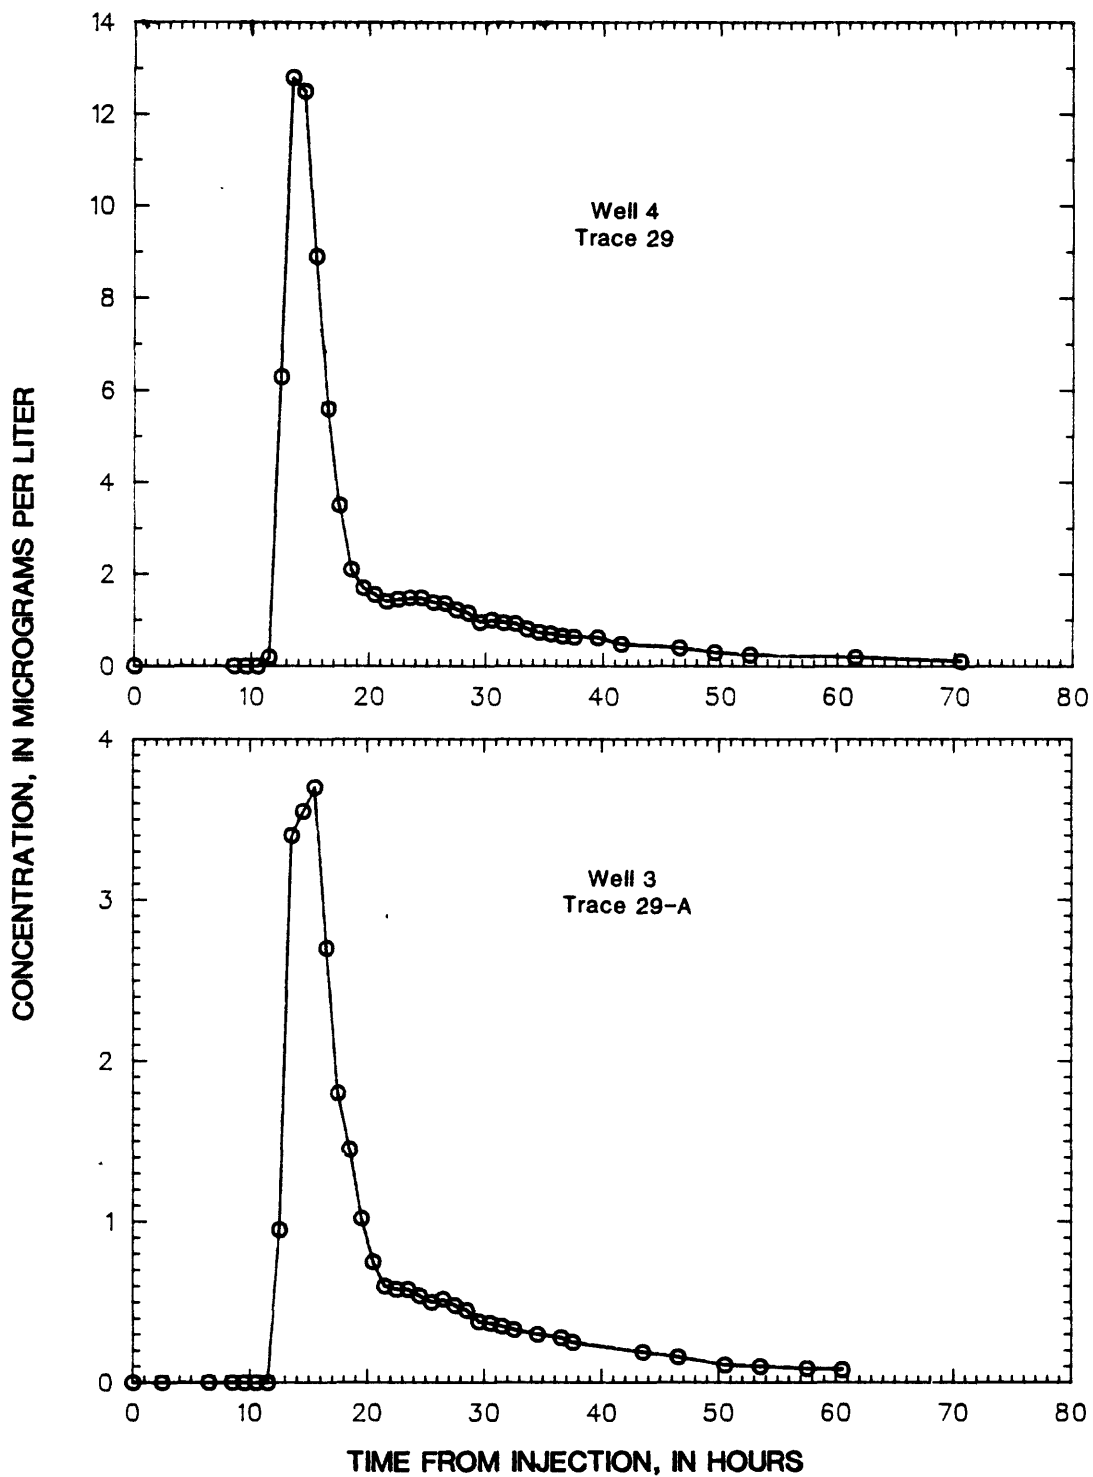 CONCENTRATION, IN MICROGRAMS PER LITER
14
12
10
8
6
4
2
0
Well 4
Trace 29
0 10 20 30 40 50 60 70 80
4
3
2
1
0
Well 3
Trace 29-A
0 10 20 30 40 50 60 70 80
TIME FROM INJECTION, IN HOURS